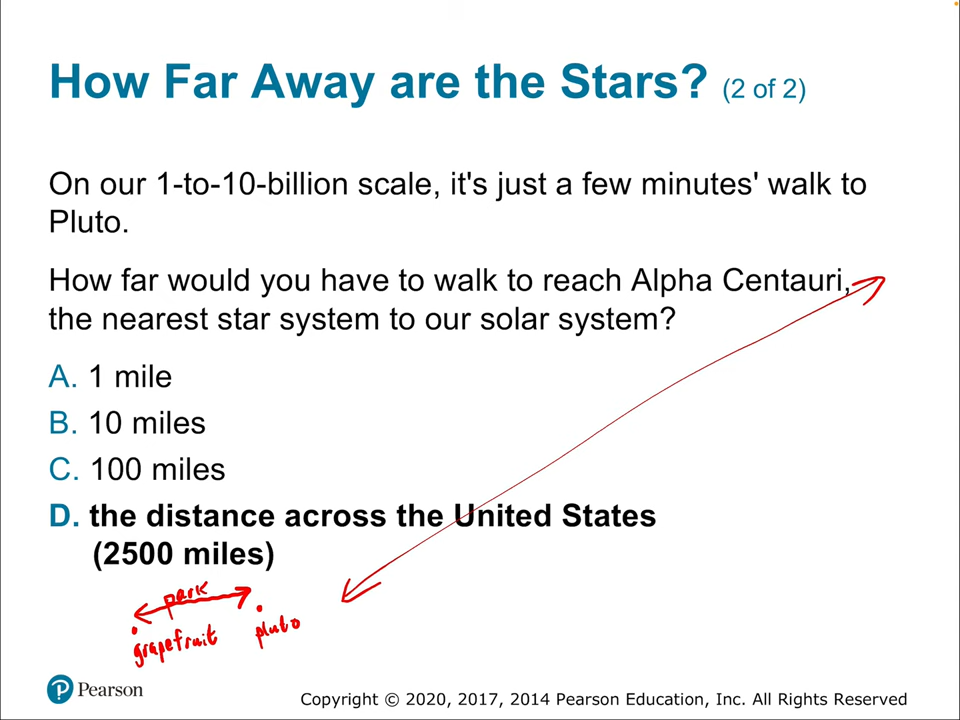 How Far Away are the Stars? (2 of 2)
On our 1-to-10-billion scale, it's just a few minutes' walk to
Pluto.
How far would you have to walk to reach Alpha Centauri,
the nearest star system to our solar system?
A. 1 mile
B. 10 miles
C. 100 miles
D. the distance across the United States
(2500 miles)
park
grapefruit
pluto
P Pearson
Copyright © 2020, 2017, 2014 Pearson Education, Inc. All Rights Reserved